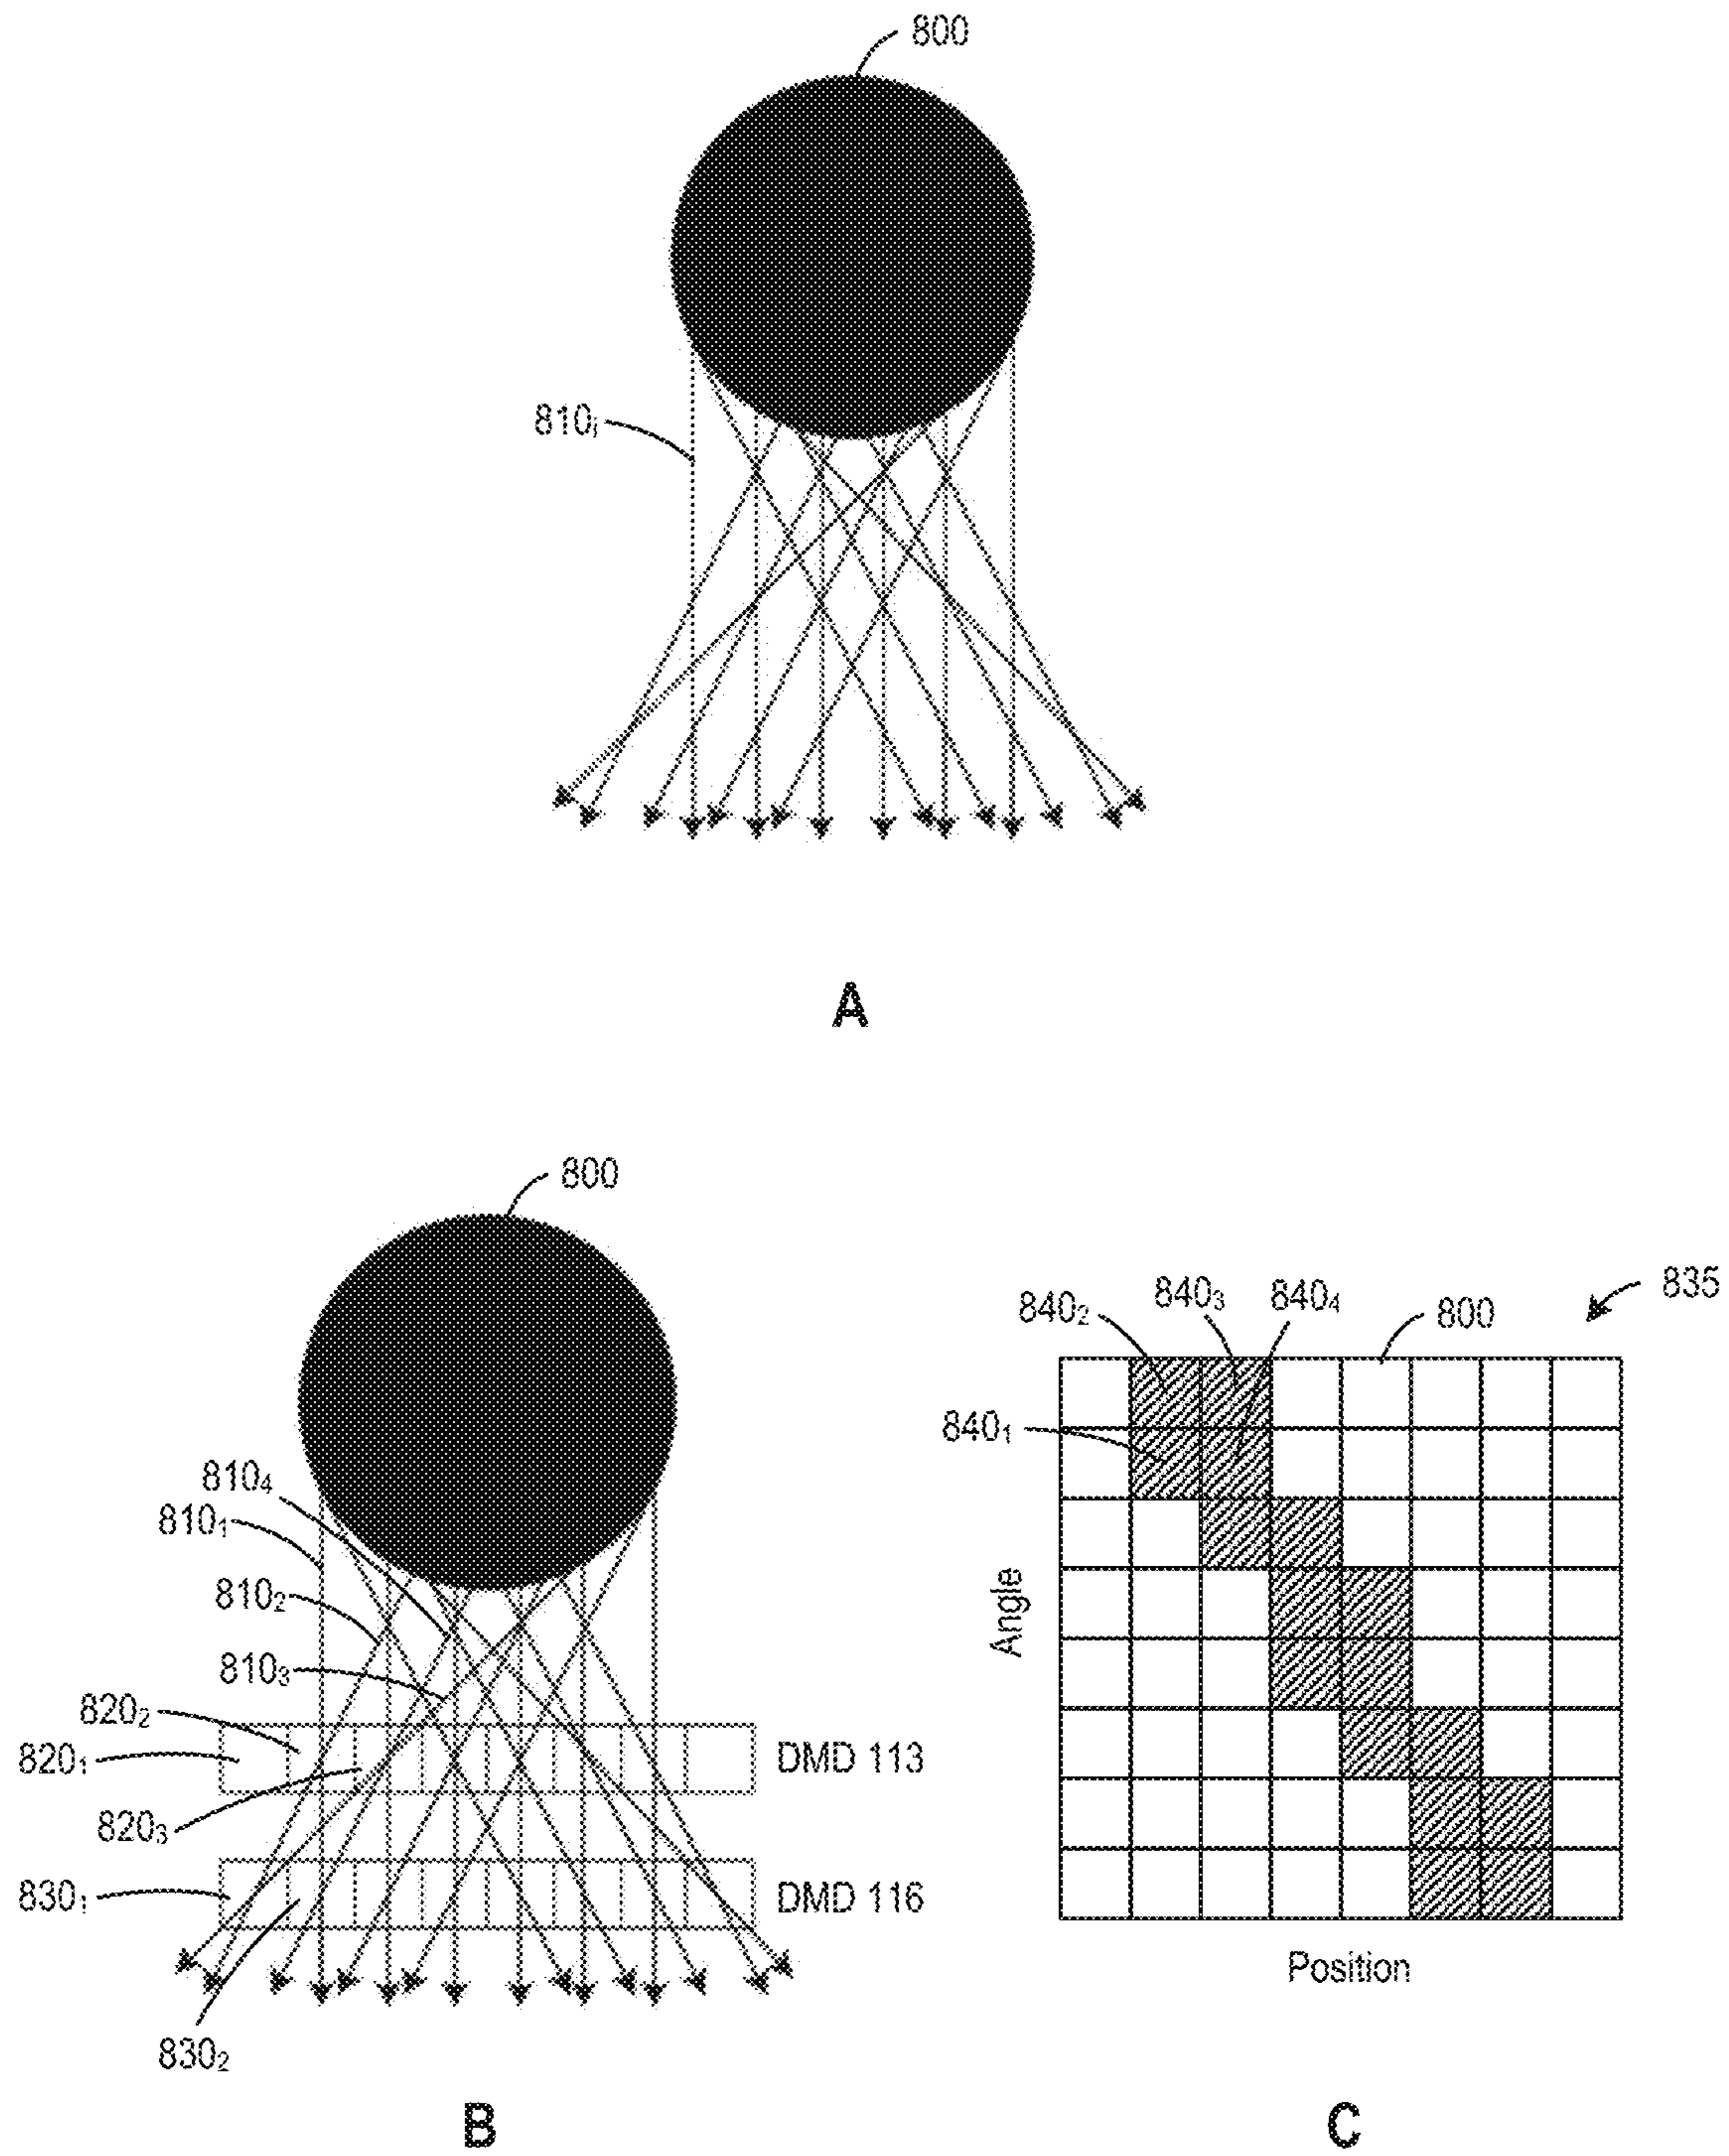 800
810ᵢ
A
800
810₄
810₁
810₂
810₃
820₂
820₁
DMD 113
820₃
830₁
DMD 116
830₂
B
835
840₂
840₃
840₄
800
840₁
Angle
Position
C